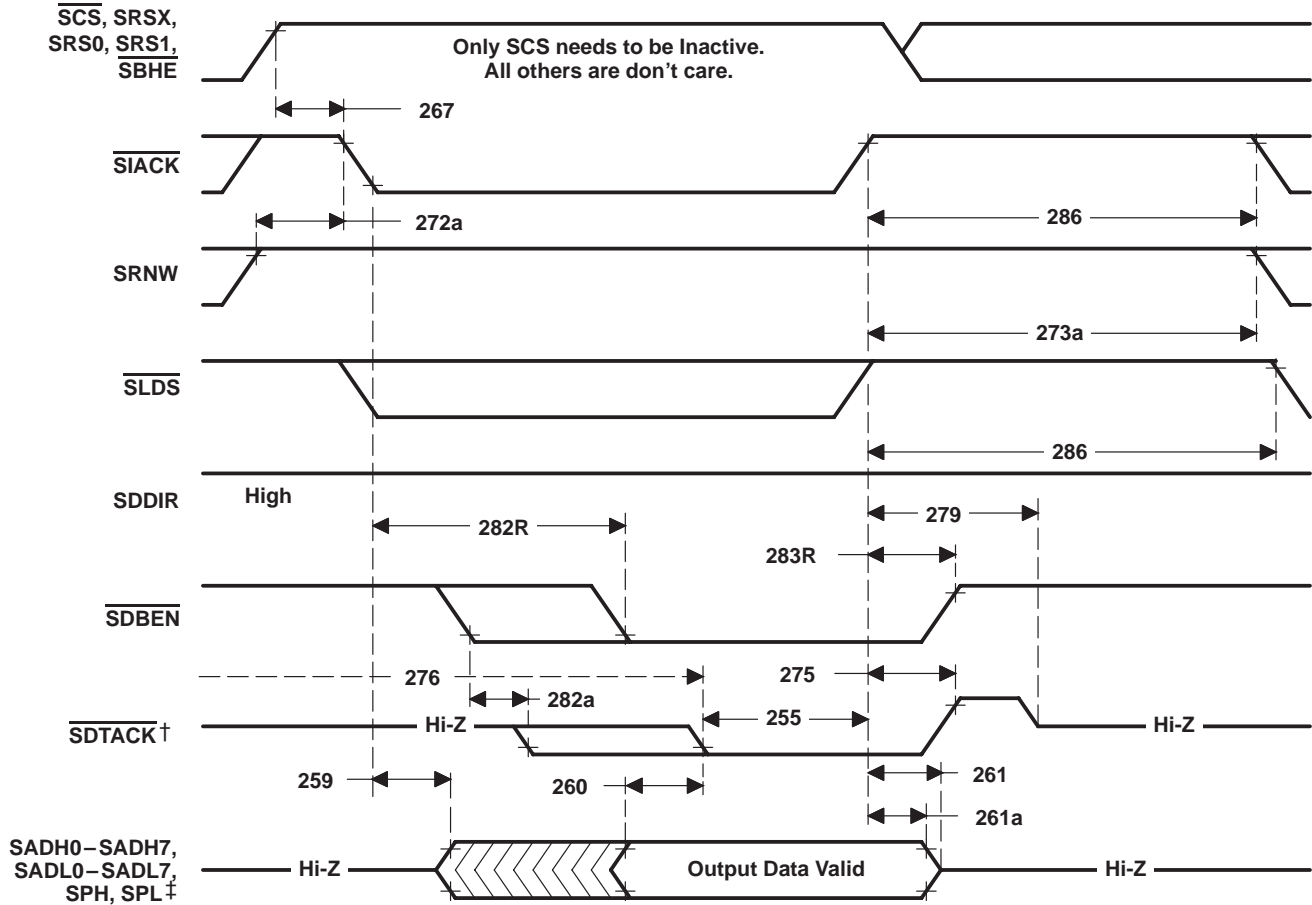 SCS, SRSX,
SRS0, SRS1,
SBHE
Only SCS needs to be Inactive.
All others are don't care.
267
SIACK
272a
286
SRNW
273a
SLDS
286
SDDIR
High
282R
279
283R
SDBEN
276
275
282a
SDTACK†
Hi-Z
255
Hi-Z
259
260
261
261a
SADH0–SADH7,
SADL0–SADL7,
SPH, SPL‡
Hi-Z
Output Data Valid
Hi-Z